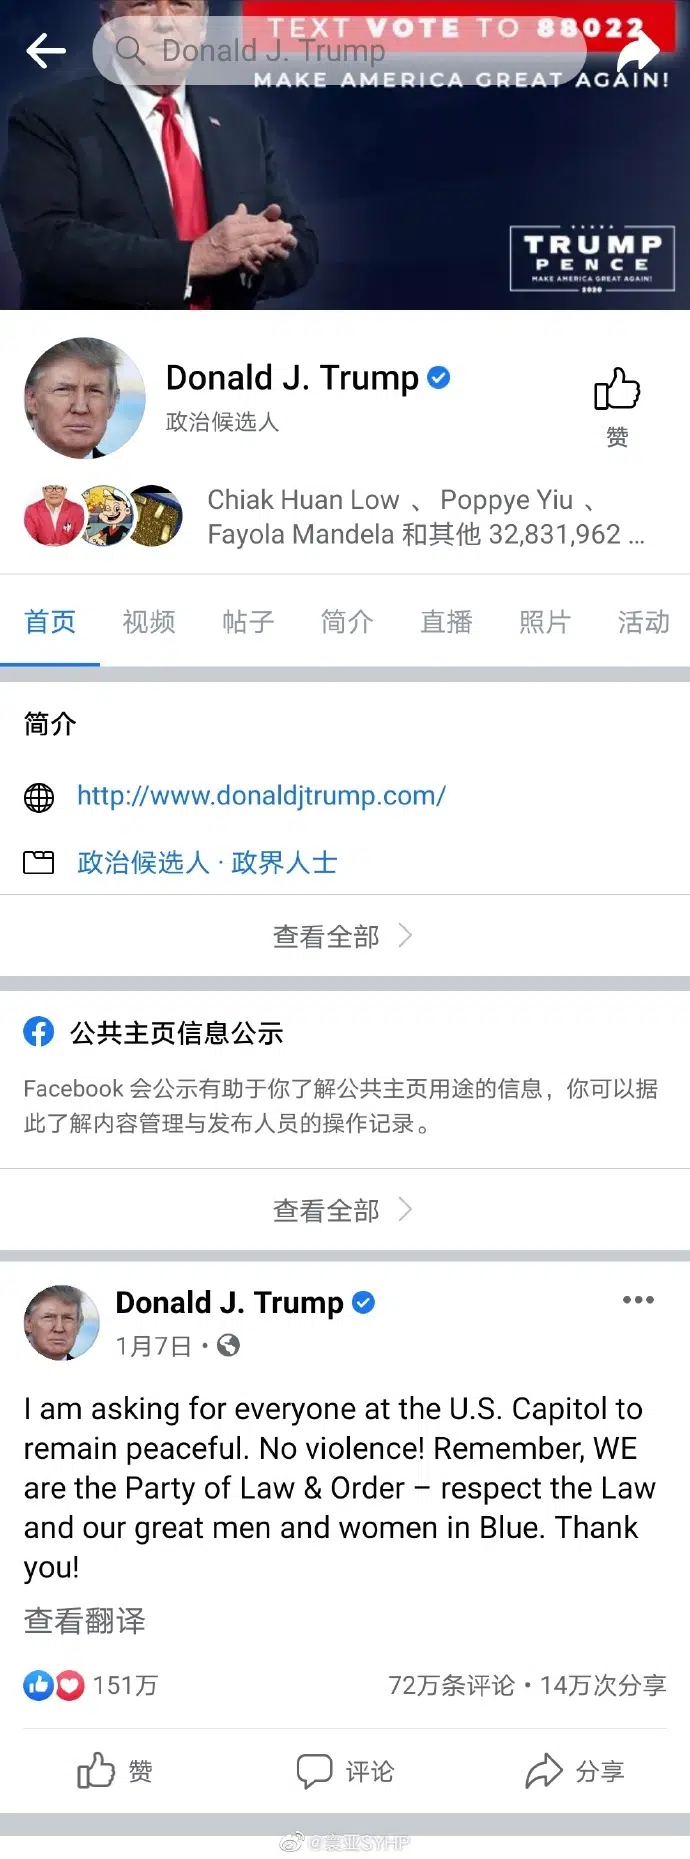 TEXT VOTE TO 88022
Donald J. Trump
MAKE AMERICA GREAT AGAIN!
TRUMP
PENCE
MAKE AMERICA GREAT AGAIN!
2020
Donald J. Trump
政治候选人
赞
Chiak Huan Low 、 Poppye Yiu 、
Fayola Mandela 和其他 32,831,962 ...
首页 视频 帖子 简介 直播 照片 活动
简介
http://www.donaldjtrump.com/
政治候选人 · 政界人士
查看全部
公共主页信息公示
Facebook 会公示有助于你了解公共主页用途的信息，你可以据
此了解内容管理与发布人员的操作记录。
查看全部
Donald J. Trump
1月7日 ·
I am asking for everyone at the U.S. Capitol to
remain peaceful. No violence! Remember, WE
are the Party of Law & Order – respect the Law
and our great men and women in Blue. Thank
you!
查看翻译
151万 72万条评论 · 14万次分享
赞 评论 分享
@寰亚SYHP